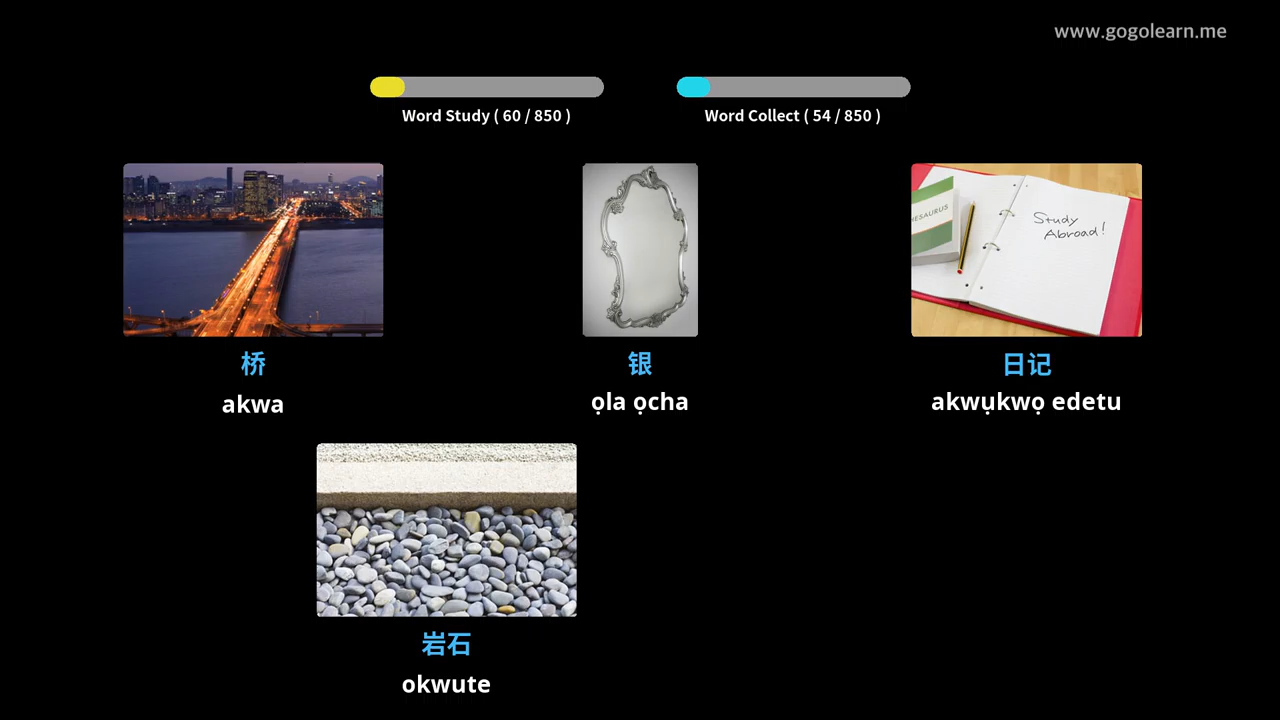 www.gogolearn.me
Word Study ( 60 / 850 )
Word Collect ( 54 / 850 )
ESAURUS
Study
Abroad!
桥
银
日记
akwa
ọla ọcha
akwụkwọ edetu
岩石
okwute